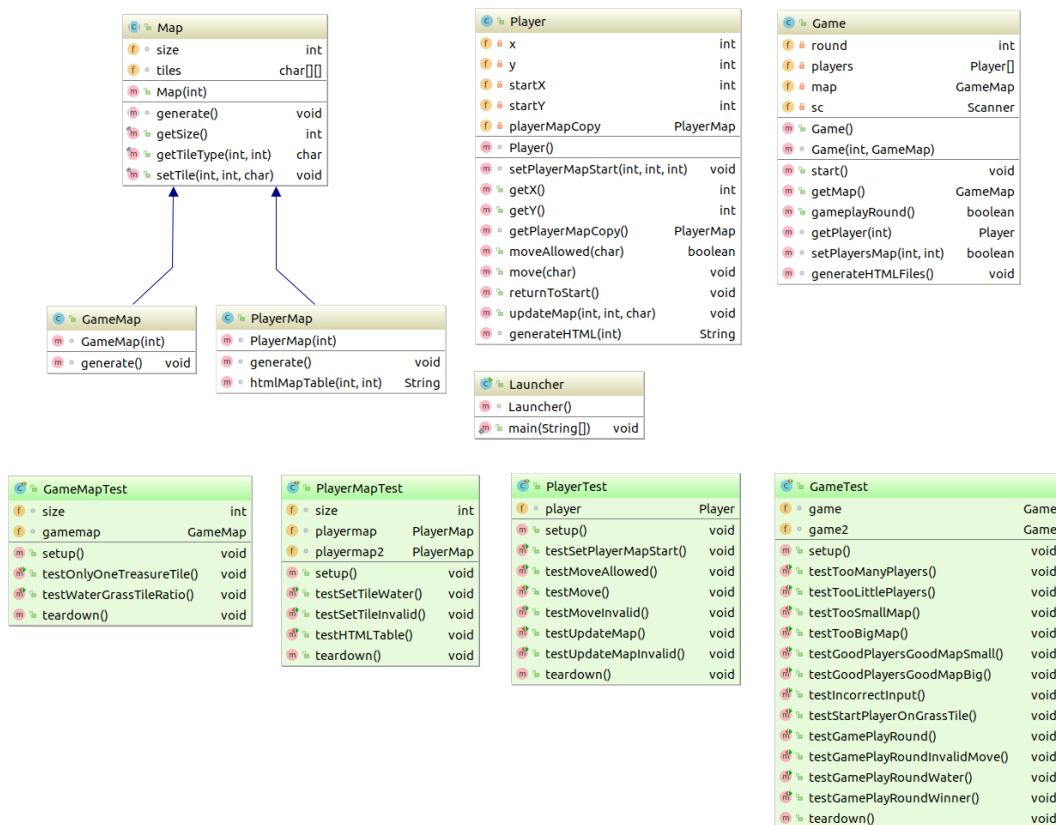 Map
size int
tiles char[][]
Map(int)
generate() void
getSize() int
getTileType(int, int) char
setTile(int, int, char) void
Player
x int
y int
startX int
startY int
playerMapCopy PlayerMap
Player()
setPlayerMapStart(int, int, int) void
getX() int
getY() int
getPlayerMapCopy() PlayerMap
moveAllowed(char) boolean
move(char) void
returnToStart() void
updateMap(int, int, char) void
generateHTML(int) String
Game
round int
players Player[]
map GameMap
sc Scanner
Game()
Game(int, GameMap)
start() void
getMap() GameMap
gameplayRound() boolean
getPlayer(int) Player
setPlayersMap(int, int) boolean
generateHTMLFiles() void
GameMap
GameMap(int)
generate() void
PlayerMap
PlayerMap(int)
generate() void
htmlMapTable(int, int) String
Launcher
Launcher()
main(String[]) void
GameMapTest
size int
gamemap GameMap
setup() void
testOnlyOneTreasureTile() void
testWaterGrassTileRatio() void
teardown() void
PlayerMapTest
size int
playermap PlayerMap
playermap2 PlayerMap
setup() void
testSetTileWater() void
testSetTileInvalid() void
testHTMLTable() void
teardown() void
PlayerTest
player Player
setup() void
testSetPlayerMapStart() void
testMoveAllowed() void
testMove() void
testMoveInvalid() void
testUpdateMap() void
testUpdateMapInvalid() void
teardown() void
GameTest
game Game
game2 Game
setup() void
testTooManyPlayers() void
testTooLittlePlayers() void
testTooSmallMap() void
testTooBigMap() void
testGoodPlayersGoodMapSmall() void
testGoodPlayersGoodMapBig() void
testIncorrectInput() void
testStartPlayerOnGrassTile() void
testGamePlayRound() void
testGamePlayRoundInvalidMove() void
testGamePlayRoundWater() void
testGamePlayRoundWinner() void
teardown() void